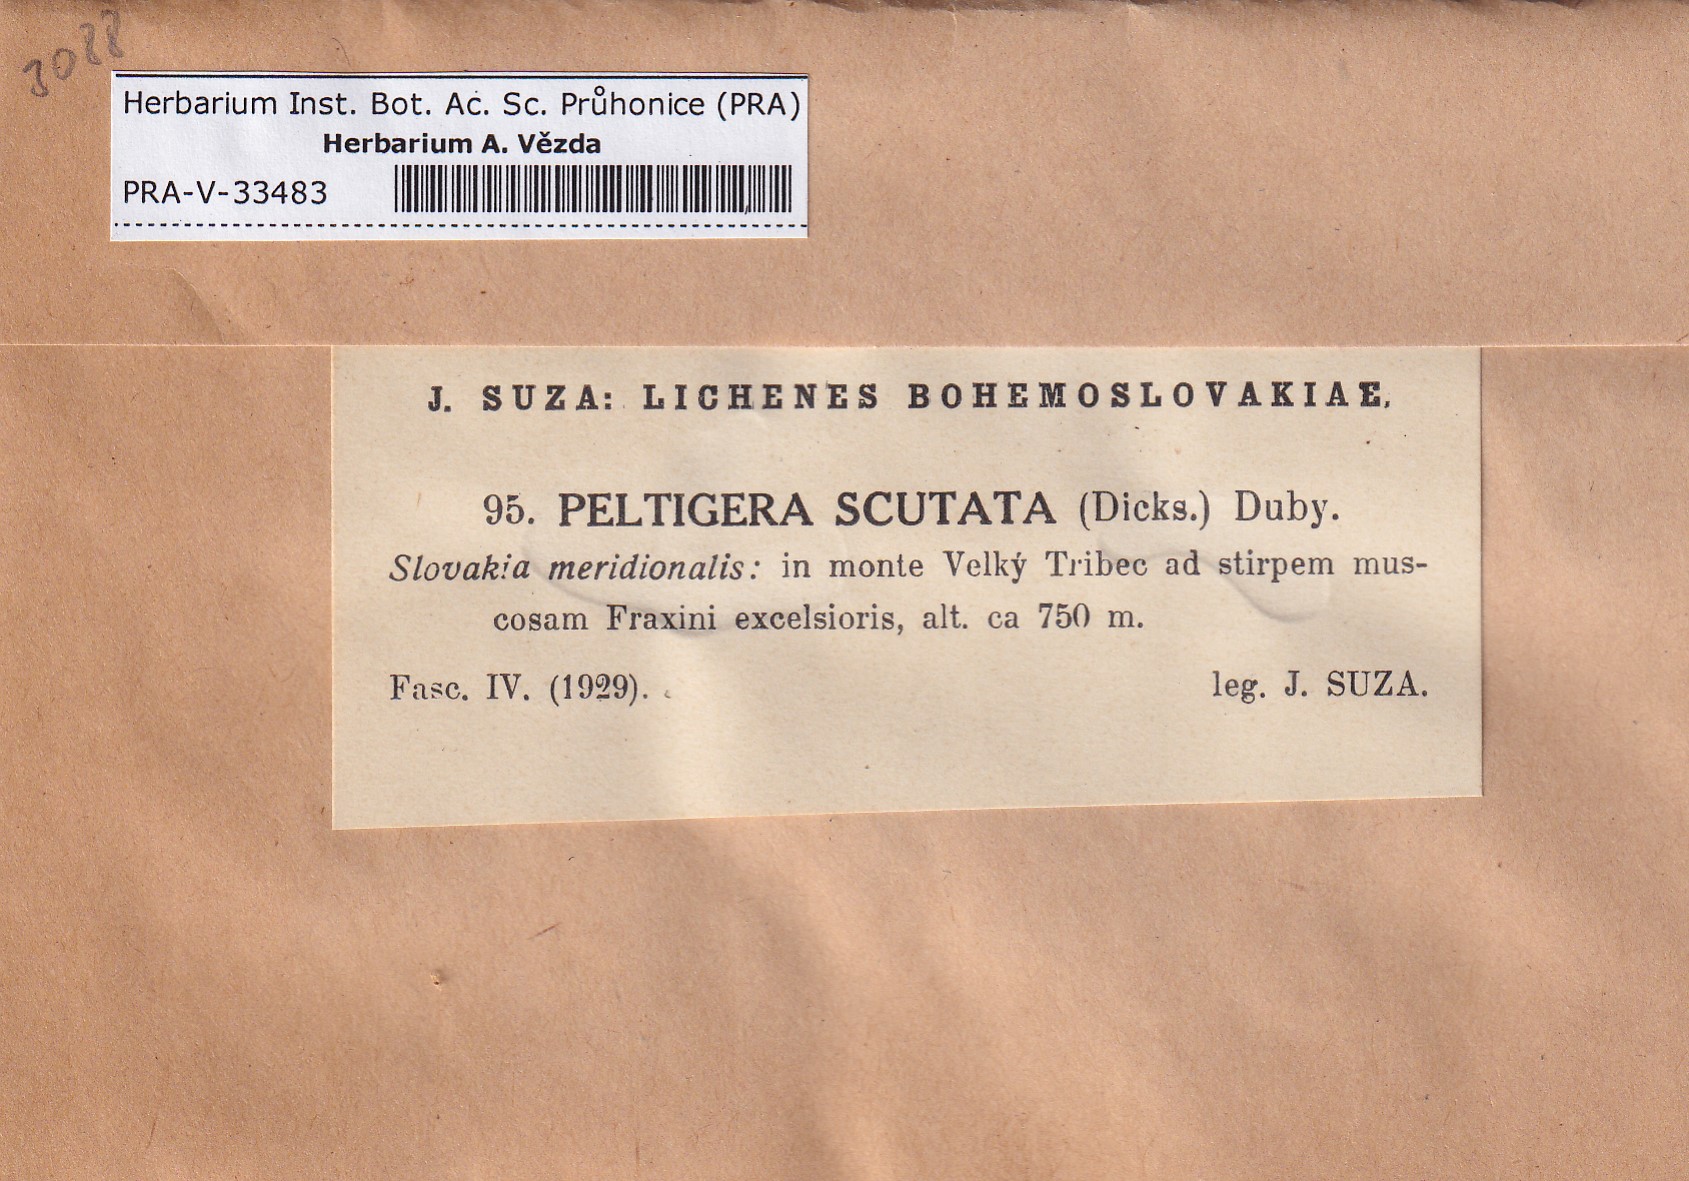 3088
Herbarium Inst. Bot. Ac. Sc. Průhonice (PRA)
Herbarium A. Vězda
PRA-V-33483
J. SUZA: LICHENES BOHEMOSLOVAKIAE.
95. PELTIGERA SCUTATA (Dicks.) Duby.
Slovakia meridionalis: in monte Velký Tribec ad stirpem mus-
cosam Fraxini excelsioris, alt. ca 750 m.
Fasc. IV. (1929).
leg. J. SUZA.